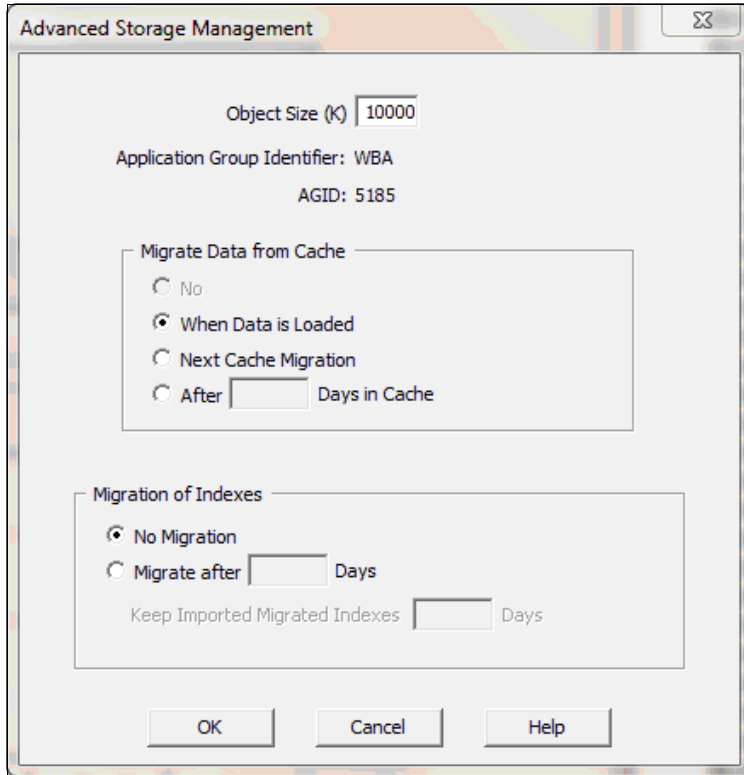 Advanced Storage Management
Object Size (K) 10000
Application Group Identifier: WBA
AGID: 5185
Migrate Data from Cache
No
When Data is Loaded
Next Cache Migration
After Days in Cache
Migration of Indexes
No Migration
Migrate after Days
Keep Imported Migrated Indexes Days
OK Cancel Help